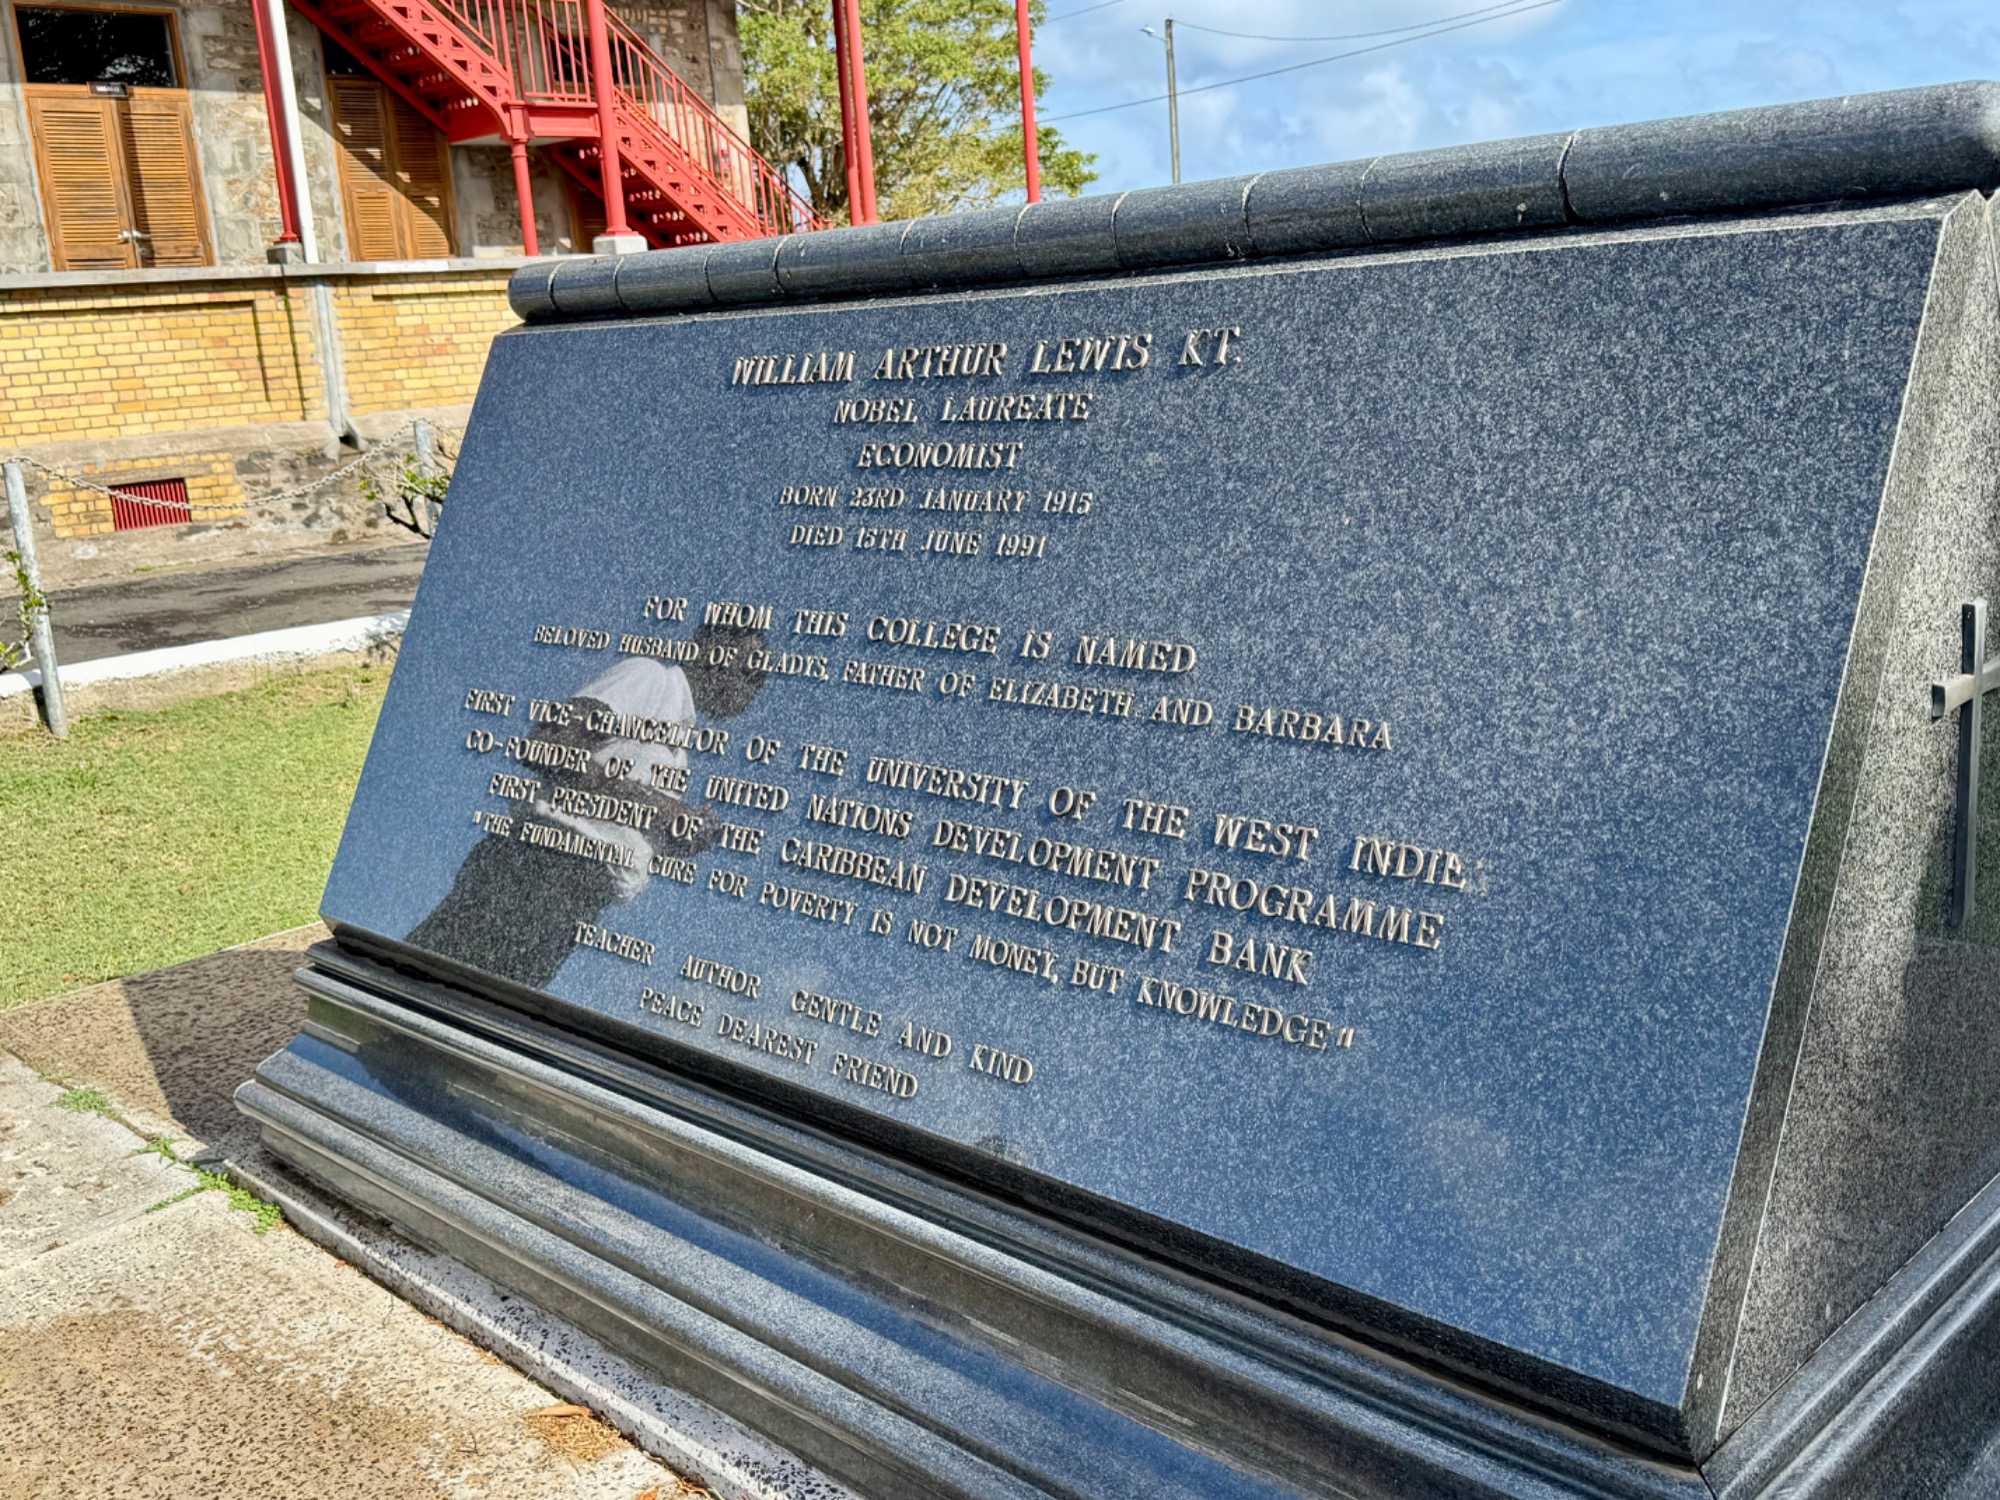 WILLIAM ARTHUR LEWIS KT.
NOBEL LAUREATE
ECONOMIST
BORN 23RD JANUARY 1915
DIED 15TH JUNE 1991
FOR WHOM THIS COLLEGE IS NAMED
BELOVED HUSBAND OF GLADYS, FATHER OF ELIZABETH AND BARBARA
FIRST VICE-CHANCELLOR OF THE UNIVERSITY OF THE WEST INDIE
CO-FOUNDER OF THE UNITED NATIONS DEVELOPMENT PROGRAMME
FIRST PRESIDENT OF THE CARIBBEAN DEVELOPMENT BANK
"THE FUNDAMENTAL CURE FOR POVERTY IS NOT MONEY, BUT KNOWLEDGE"
TEACHER AUTHOR GENTLE AND KIND
PEACE DEAREST FRIEND